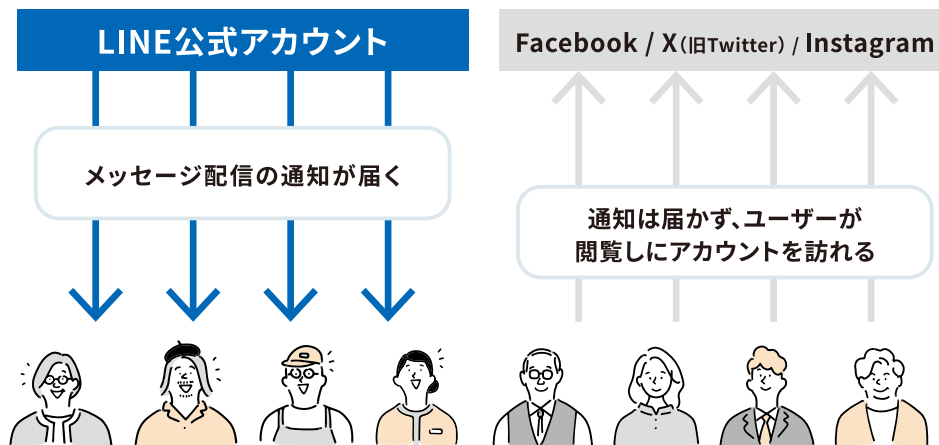 LINE公式アカウント
メッセージ配信の通知が届く
Facebook / X（旧Twitter） / Instagram
通知は届かず、ユーザーが
閲覧しにアカウントを訪れる